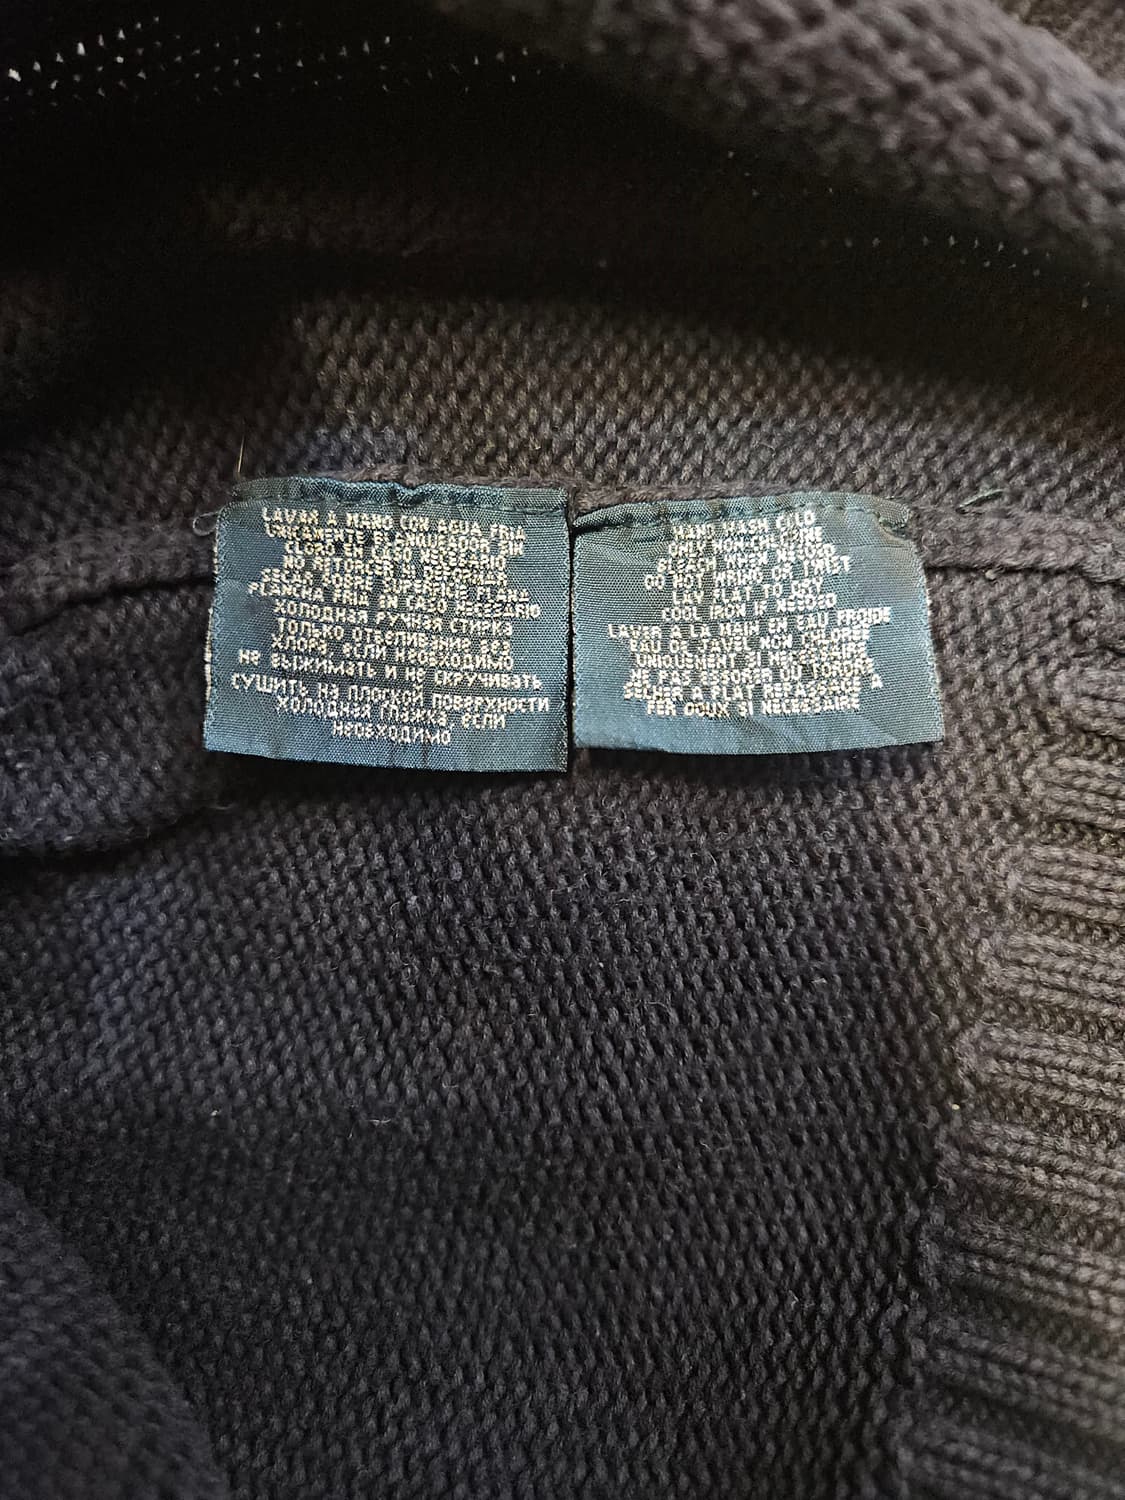 LAVAR A MANO CON AGUA FRIA
UNICAMENTE BLANQUEADOR SIN
CLORO EN CASO NECESARIO
NO RETORCER O ESCURRIR
SECAR SOBRE SUPERFICIE PLANA
PLANCHA FRIA EN CASO NECESARIO
ХОЛОДНАЯ РУЧНАЯ СТИРКА
ТОЛЬКО ОТБЕЛИВАНИЕ БЕЗ
ХЛОРА ЕСЛИ НЕОБХОДИМО
НЕ ВЫЖИМАТЬ И НЕ СКРУЧИВАТЬ
СУШИТЬ НА ПЛОСКОЙ ПОВЕРХНОСТИ
ХОЛОДНАЯ ГЛАЖКА, ЕСЛИ
НЕОБХОДИМО
HAND WASH COLD
ONLY NON-CHLORINE
BLEACH WHEN NEEDED
DO NOT WRING OR TWIST
LAY FLAT TO DRY
COOL IRON IF NEEDED
LAVER A LA MAIN EN EAU FROIDE
EAU DE JAVEL NON CHLOREE
UNIQUEMENT SI NECESSAIRE
NE PAS ESSORER OU TORDRE
SECHER A PLAT REPASSAGE A
FER DOUX SI NECESSAIRE